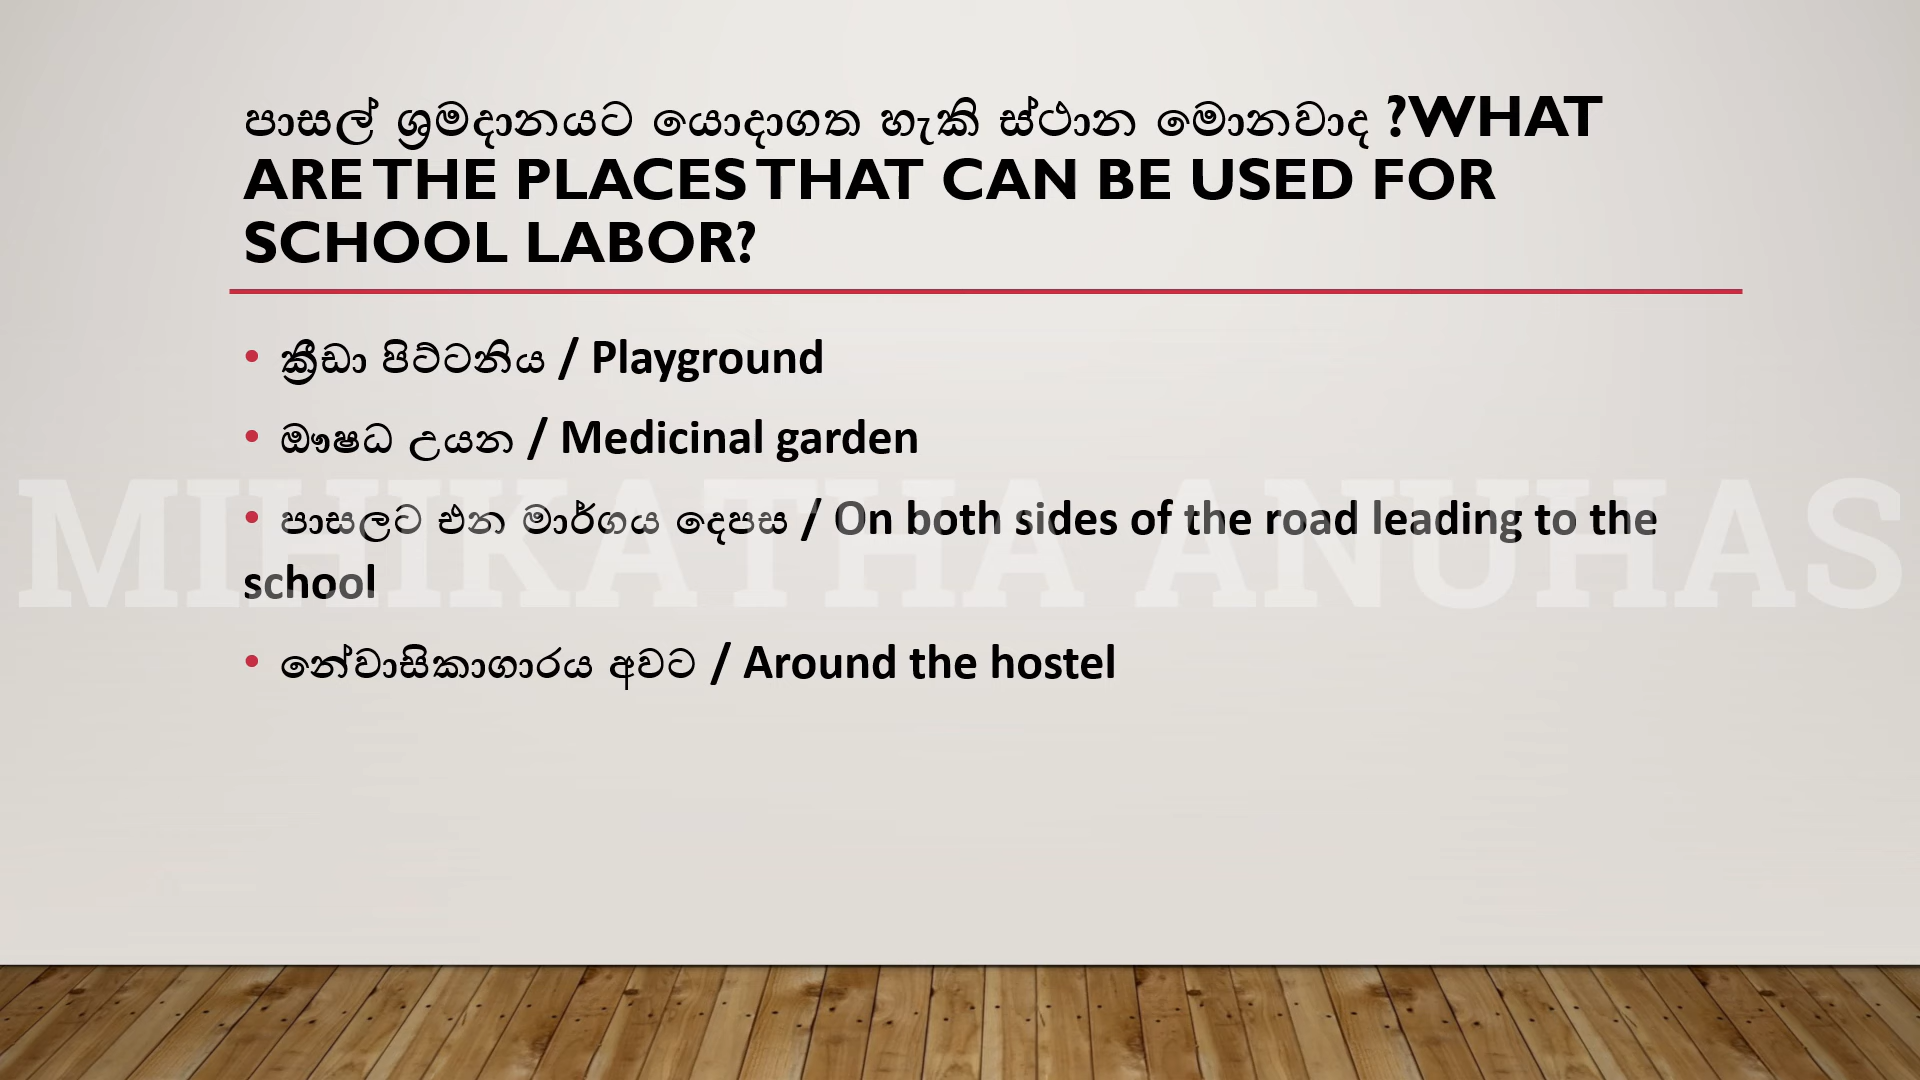 පාසල් ශ්‍රමදානයට යොදාගත හැකි ස්ථාන මොනවාද ?WHAT
ARE THE PLACES THAT CAN BE USED FOR
SCHOOL LABOR?
• ක්‍රීඩා පිට්ටනිය / Playground
• ඖෂධ උයන / Medicinal garden
• පාසලට එන මාර්ගය දෙපස / On both sides of the road leading to the
school
• නේවාසිකාගාරය අවට / Around the hostel
MIHIKATHA ANUHAS